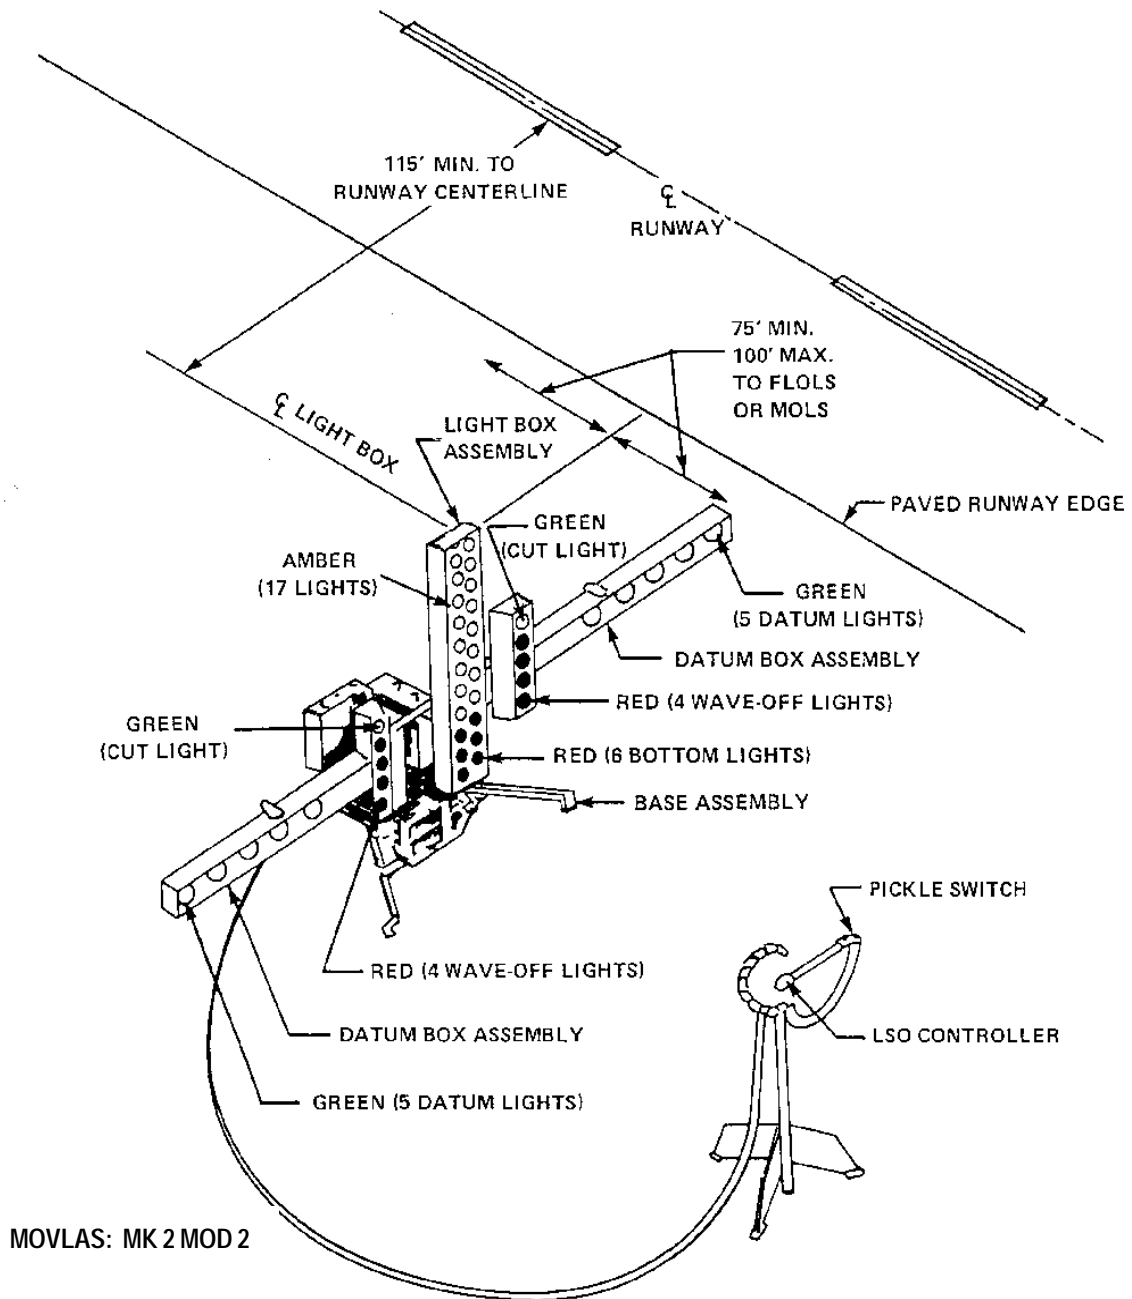 115' MIN. TO
RUNWAY CENTERLINE
℄
RUNWAY
75' MIN.
100' MAX.
TO FLOLS
OR MOLS
℄ LIGHT BOX
LIGHT BOX
ASSEMBLY
PAVED RUNWAY EDGE
GREEN
(CUT LIGHT)
AMBER
(17 LIGHTS)
GREEN
(5 DATUM LIGHTS)
DATUM BOX ASSEMBLY
RED (4 WAVE-OFF LIGHTS)
GREEN
(CUT LIGHT)
RED (6 BOTTOM LIGHTS)
BASE ASSEMBLY
PICKLE SWITCH
RED (4 WAVE-OFF LIGHTS)
DATUM BOX ASSEMBLY
LSO CONTROLLER
GREEN (5 DATUM LIGHTS)
MOVLAS: MK 2 MOD 2